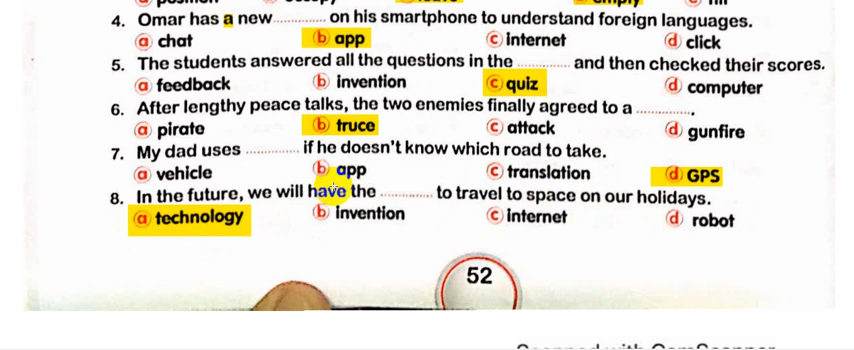 4. Omar has a new ............. on his smartphone to understand foreign languages.
a chat b app c internet d click
5. The students answered all the questions in the ............. and then checked their scores.
a feedback b invention c quiz d computer
6. After lengthy peace talks, the two enemies finally agreed to a ............. .
a pirate b truce c attack d gunfire
7. My dad uses ............. if he doesn't know which road to take.
a vehicle b app c translation d GPS
8. In the future, we will have the ............. to travel to space on our holidays.
a technology b invention c internet d robot
52